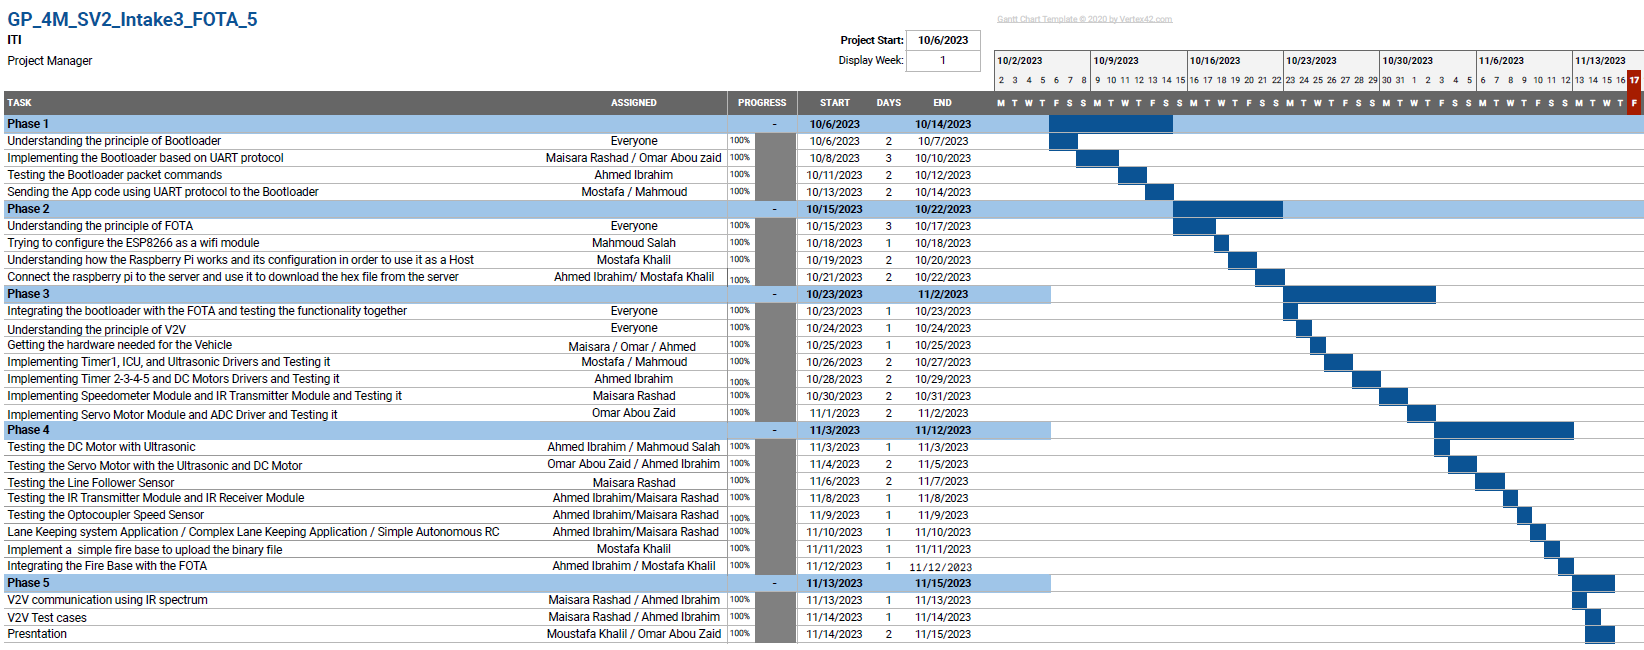 GP_4M_SV2_Intake3_FOTA_5
Gantt Chart Template © 2020 by Vertex42.com
ITI
Project Start: 10/6/2023
Project Manager
Display Week: 1
10/2/2023 10/9/2023 10/16/2023 10/23/2023 10/30/2023 11/6/2023 11/13/2023
2 3 4 5 6 7 8 9 10 11 12 13 14 15 16 17 18 19 20 21 22 23 24 25 26 27 28 29 30 31 1 2 3 4 5 6 7 8 9 10 11 12 13 14 15 16 17
TASK ASSIGNED PROGRESS START DAYS END M T W T F S S M T W T F S S M T W T F S S M T W T F S S M T W T F S S M T W T F S S M T W T F
Phase 1 - 10/6/2023 10/14/2023
Understanding the principle of Bootloader Everyone 100% 10/6/2023 2 10/7/2023
Implementing the Bootloader based on UART protocol Maisara Rashad / Omar Abou zaid 100% 10/8/2023 3 10/10/2023
Testing the Bootloader packet commands Ahmed Ibrahim 100% 10/11/2023 2 10/12/2023
Sending the App code using UART protocol to the Bootloader Mostafa / Mahmoud 100% 10/13/2023 2 10/14/2023
Phase 2 - 10/15/2023 10/22/2023
Understanding the principle of FOTA Everyone 100% 10/15/2023 3 10/17/2023
Trying to configure the ESP8266 as a wifi module Mahmoud Salah 100% 10/18/2023 1 10/18/2023
Understanding how the Raspberry Pi works and its configuration in order to use it as a Host Mostafa Khalil 100% 10/19/2023 2 10/20/2023
Connect the raspberry pi to the server and use it to download the hex file from the server Ahmed Ibrahim/ Mostafa Khalil 100% 10/21/2023 2 10/22/2023
Phase 3 - 10/23/2023 11/2/2023
Integrating the bootloader with the FOTA and testing the functionality together Everyone 100% 10/23/2023 1 10/23/2023
Understanding the principle of V2V Everyone 100% 10/24/2023 1 10/24/2023
Getting the hardware needed for the Vehicle Maisara / Omar / Ahmed 100% 10/25/2023 1 10/25/2023
Implementing Timer1, ICU, and Ultrasonic Drivers and Testing it Mostafa / Mahmoud 100% 10/26/2023 2 10/27/2023
Implementing Timer 2-3-4-5 and DC Motors Drivers and Testing it Ahmed Ibrahim 100% 10/28/2023 2 10/29/2023
Implementing Speedometer Module and IR Transmitter Module and Testing it Maisara Rashad 100% 10/30/2023 2 10/31/2023
Implementing Servo Motor Module and ADC Driver and Testing it Omar Abou Zaid 100% 11/1/2023 2 11/2/2023
Phase 4 - 11/3/2023 11/12/2023
Testing the DC Motor with Ultrasonic Ahmed Ibrahim / Mahmoud Salah 100% 11/3/2023 1 11/3/2023
Testing the Servo Motor with the Ultrasonic and DC Motor Omar Abou Zaid / Ahmed Ibrahim 100% 11/4/2023 2 11/5/2023
Testing the Line Follower Sensor Maisara Rashad 100% 11/6/2023 2 11/7/2023
Testing the IR Transmitter Module and IR Receiver Module Ahmed Ibrahim/Maisara Rashad 100% 11/8/2023 1 11/8/2023
Testing the Optocoupler Speed Sensor Ahmed Ibrahim/Maisara Rashad 100% 11/9/2023 1 11/9/2023
Lane Keeping system Application / Complex Lane Keeping Application / Simple Autonomous RC Ahmed Ibrahim/Maisara Rashad 100% 11/10/2023 1 11/10/2023
Implement a simple fire base to upload the binary file Mostafa Khalil 100% 11/11/2023 1 11/11/2023
Integrating the Fire Base with the FOTA Ahmed Ibrahim / Mostafa Khalil 100% 11/12/2023 1 11/12/2023
Phase 5 - 11/13/2023 11/15/2023
V2V communication using IR spectrum Maisara Rashad / Ahmed Ibrahim 100% 11/13/2023 1 11/13/2023
V2V Test cases Maisara Rashad / Ahmed Ibrahim 100% 11/14/2023 1 11/14/2023
Presntation Moustafa Khalil / Omar Abou Zaid 100% 11/14/2023 2 11/15/2023